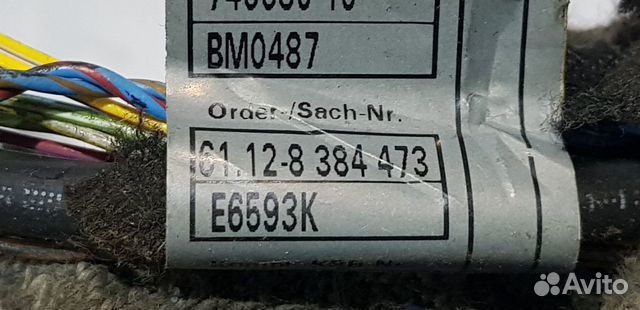 BM0487
Order-/Sach-Nr.
61.12-8 384 473
E6593K
Avito